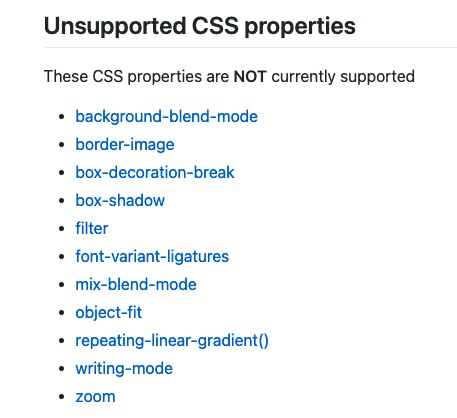 Unsupported CSS properties
These CSS properties are NOT currently supported
background-blend-mode
border-image
box-decoration-break
box-shadow
filter
font-variant-ligatures
mix-blend-mode
object-fit
repeating-linear-gradient()
writing-mode
zoom